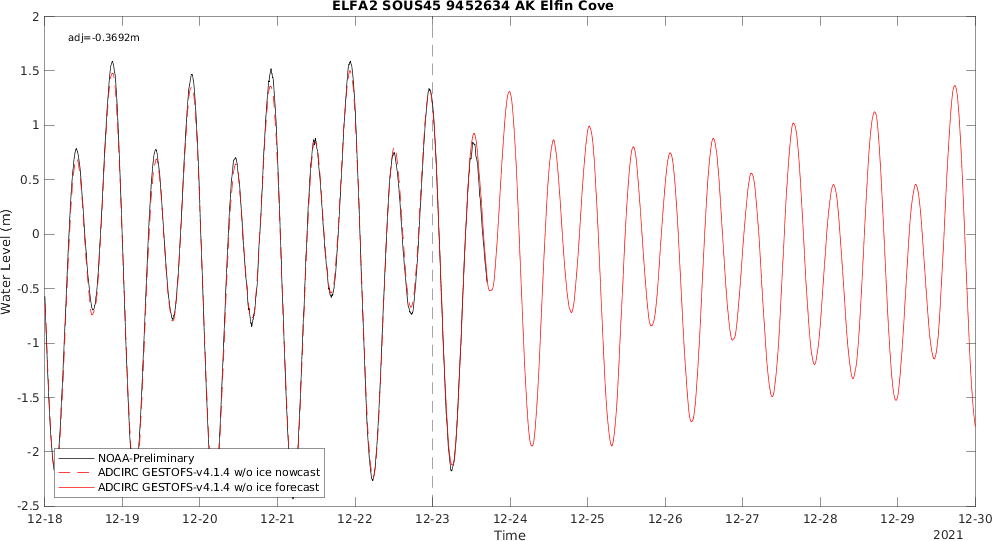 ELFA2 SOUS45 9452634 AK Elfin Cove
adj=-0.3692m
2
1.5
1
0.5
0
-0.5
-1
-1.5
-2
-2.5
Water Level (m)
NOAA-Preliminary
ADCIRC GESTOFS-v4.1.4 w/o ice nowcast
ADCIRC GESTOFS-v4.1.4 w/o ice forecast
12-18 12-19 12-20 12-21 12-22 12-23 12-24 12-25 12-26 12-27 12-28 12-29 12-30
Time
2021